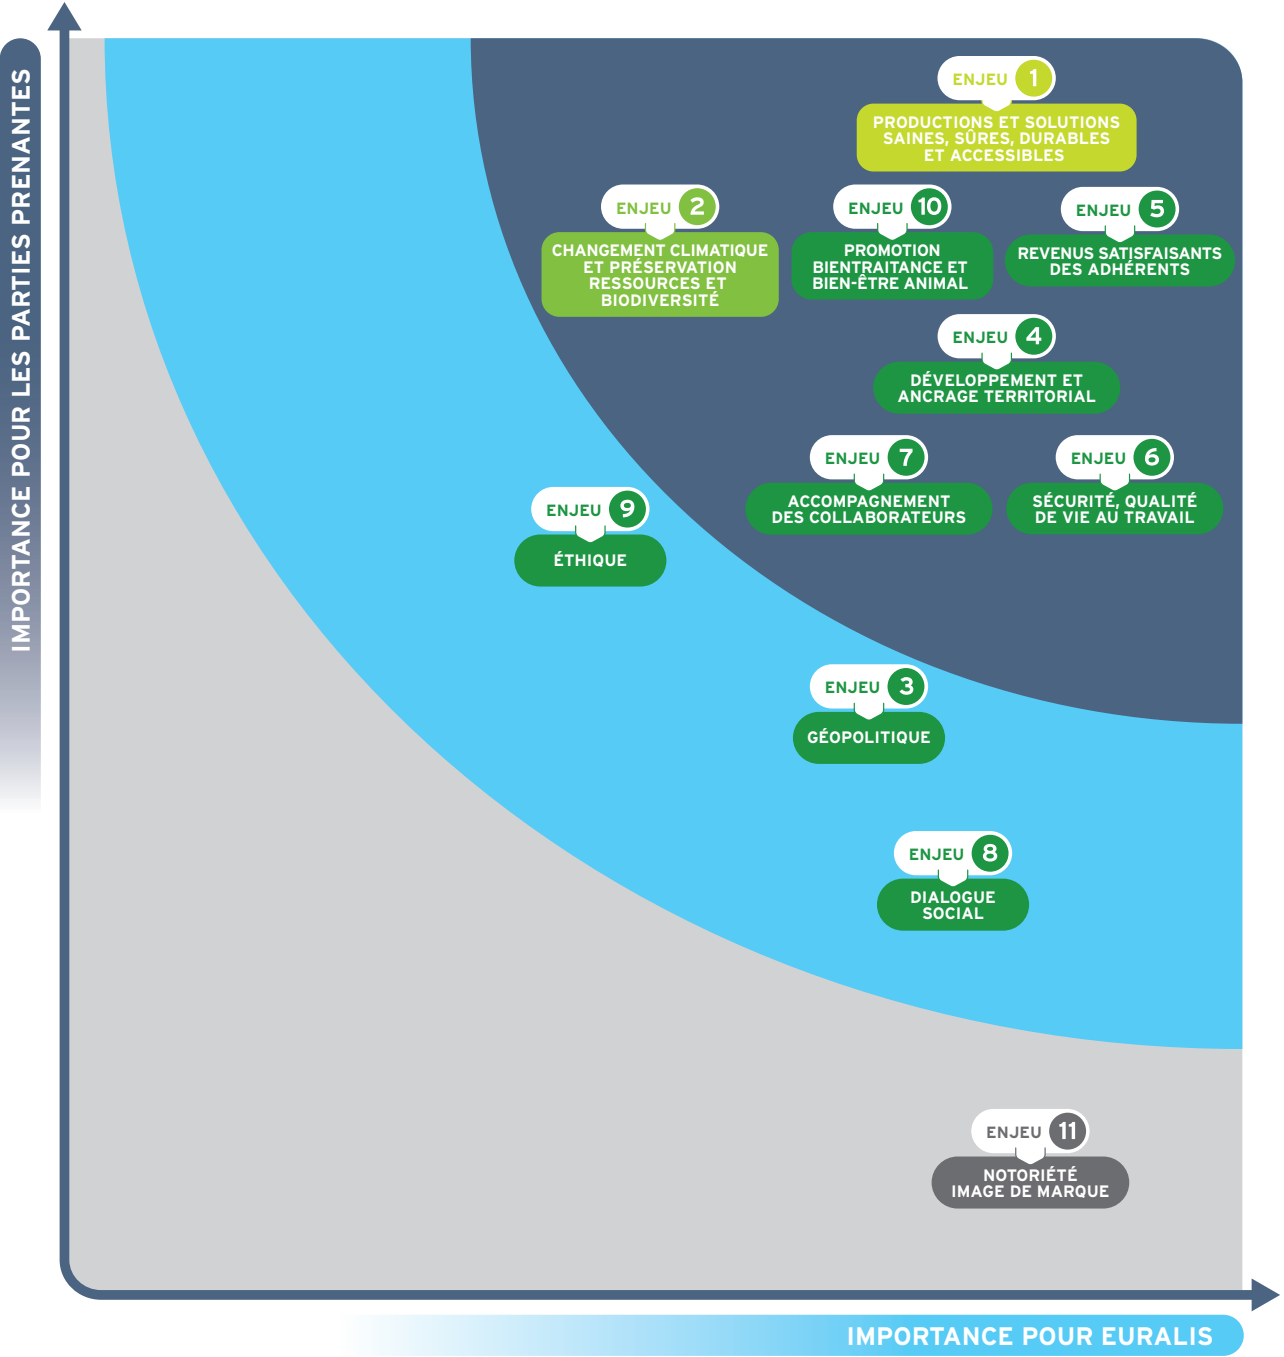 IMPORTANCE POUR LES PARTIES PRENANTES
ENJEU 1
PRODUCTIONS ET SOLUTIONS
SAINES, SÛRES, DURABLES
ET ACCESSIBLES
ENJEU 2
CHANGEMENT CLIMATIQUE
ET PRÉSERVATION
RESSOURCES ET
BIODIVERSITÉ
ENJEU 10
PROMOTION
BIENTRAITANCE ET
BIEN-ÊTRE ANIMAL
ENJEU 5
REVENUS SATISFAISANTS
DES ADHÉRENTS
ENJEU 4
DÉVELOPPEMENT ET
ANCRAGE TERRITORIAL
ENJEU 7
ACCOMPAGNEMENT
DES COLLABORATEURS
ENJEU 6
SÉCURITÉ, QUALITÉ
DE VIE AU TRAVAIL
ENJEU 9
ÉTHIQUE
ENJEU 3
GÉOPOLITIQUE
ENJEU 8
DIALOGUE
SOCIAL
ENJEU 11
NOTORIÉTÉ
IMAGE DE MARQUE
IMPORTANCE POUR EURALIS